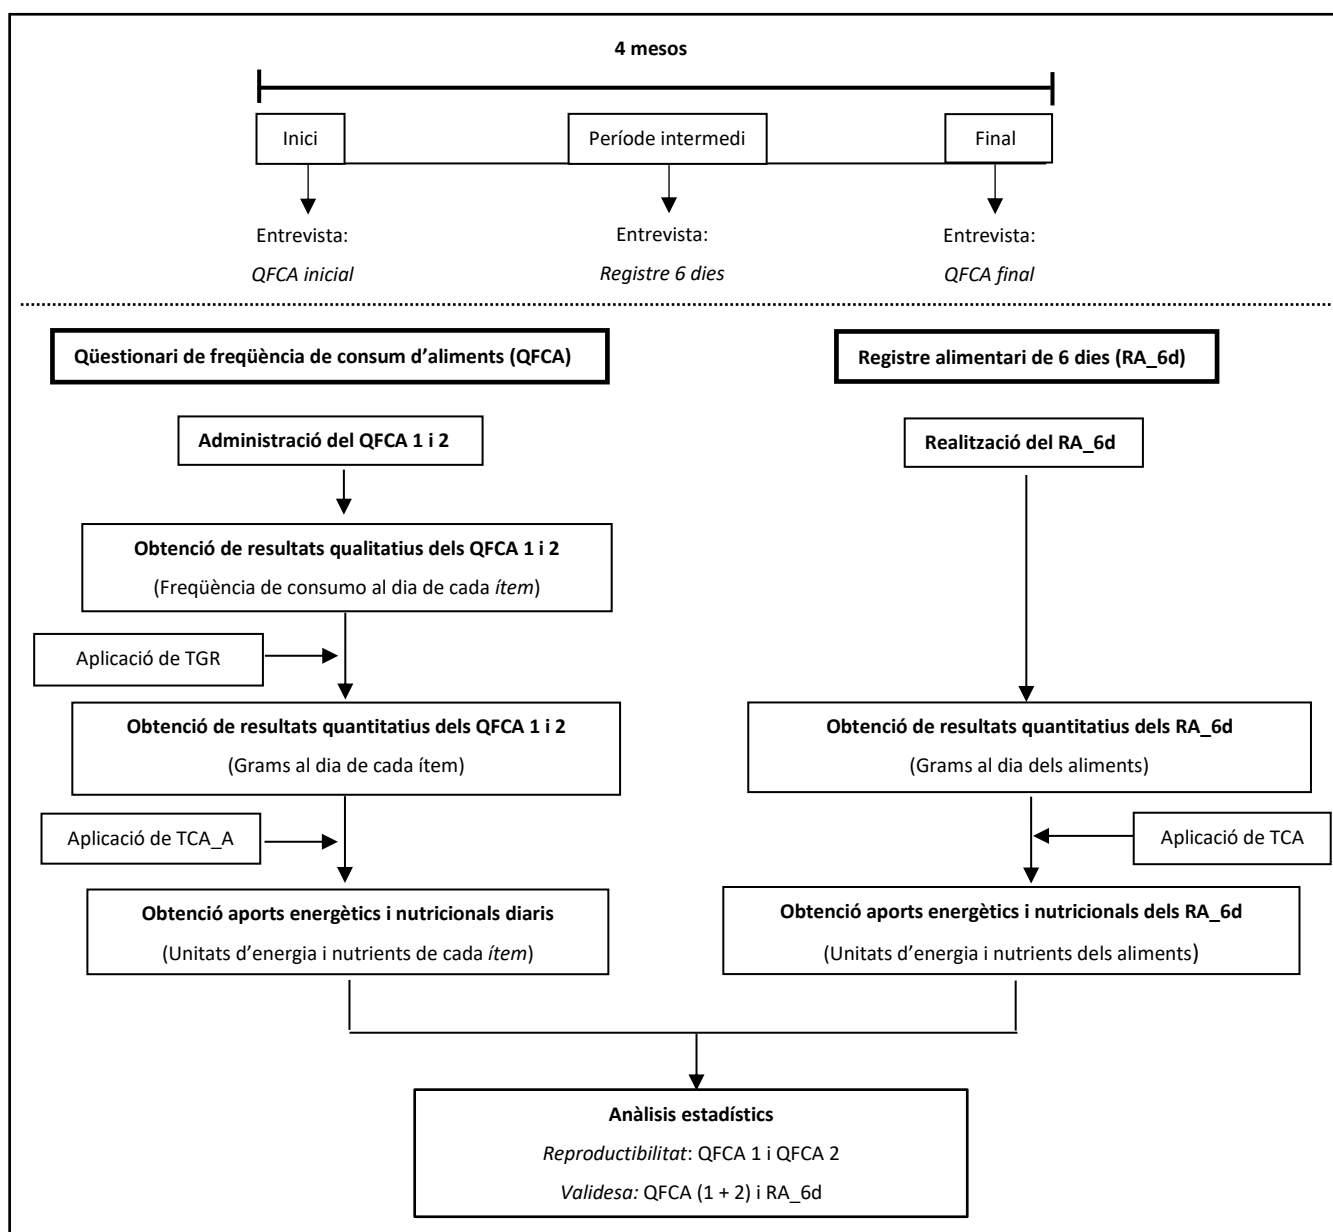 4 mesos
Inici
Període intermedi
Final
Entrevista:
QFCA inicial
Entrevista:
Registre 6 dies
Entrevista:
QFCA final
Qüestionari de freqüència de consum d’aliments (QFCA)
Registre alimentari de 6 dies (RA_6d)
Administració del QFCA 1 i 2
Realització del RA_6d
Obtenció de resultats qualitatius dels QFCA 1 i 2
(Freqüència de consumo al dia de cada ítem)
Aplicació de TGR
Obtenció de resultats quantitatius dels QFCA 1 i 2
(Grams al dia de cada ítem)
Obtenció de resultats quantitatius dels RA_6d
(Grams al dia dels aliments)
Aplicació de TCA_A
Aplicació de TCA
Obtenció aports energètics i nutricionals diaris
(Unitats d’energia i nutrients de cada ítem)
Obtenció aports energètics i nutricionals dels RA_6d
(Unitats d’energia i nutrients dels aliments)
Anàlisis estadístics
Reproductibilitat: QFCA 1 i QFCA 2
Validesa: QFCA (1 + 2) i RA_6d